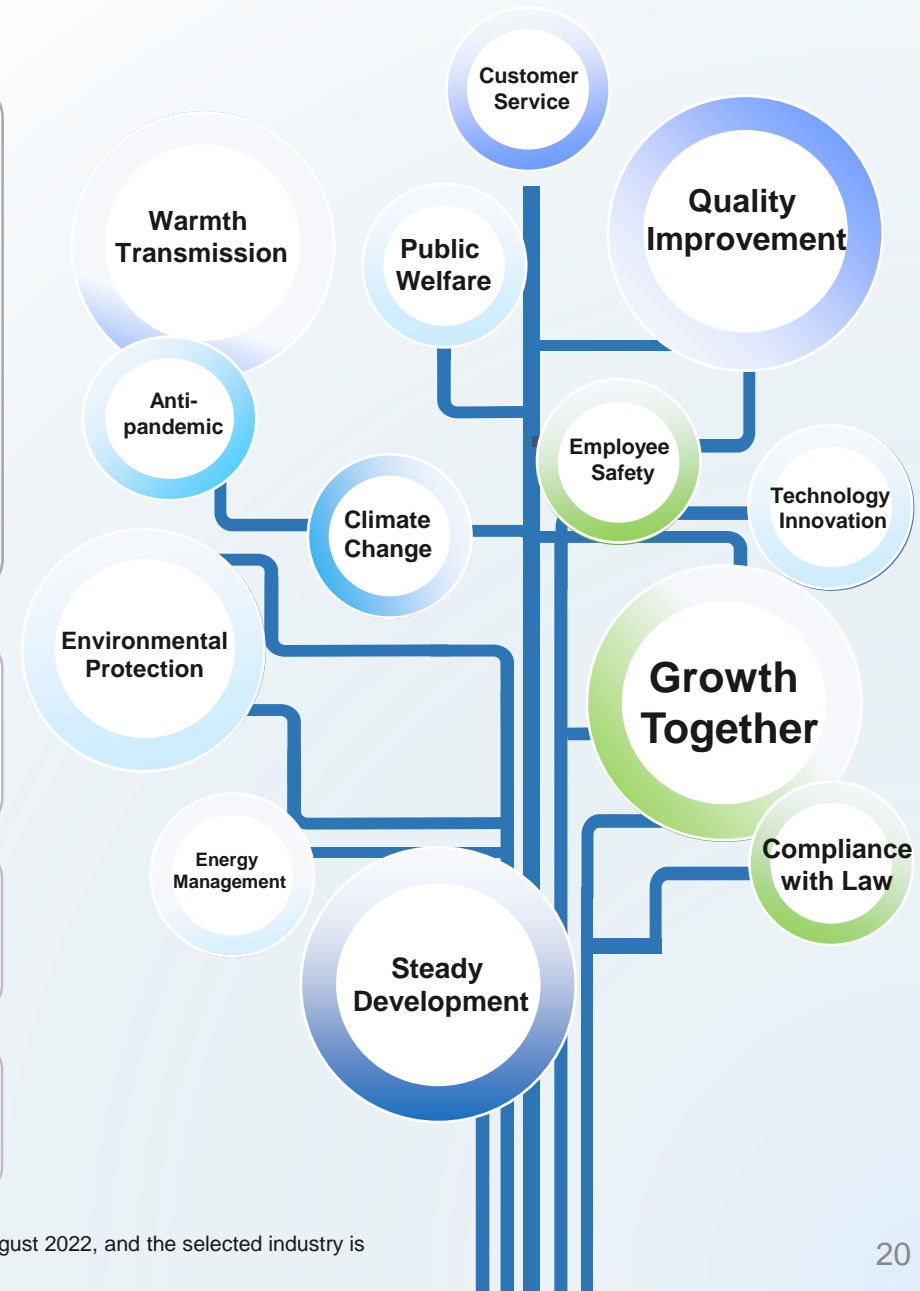 Customer
Service
Quality
Improvement
Warmth
Transmission
Public
Welfare
Anti-
pandemic
Employee
Safety
Technology
Innovation
Climate
Change
Environmental
Protection
Growth
Together
Energy
Management
Compliance
with Law
Steady
Development
2022, and the selected industry is
20